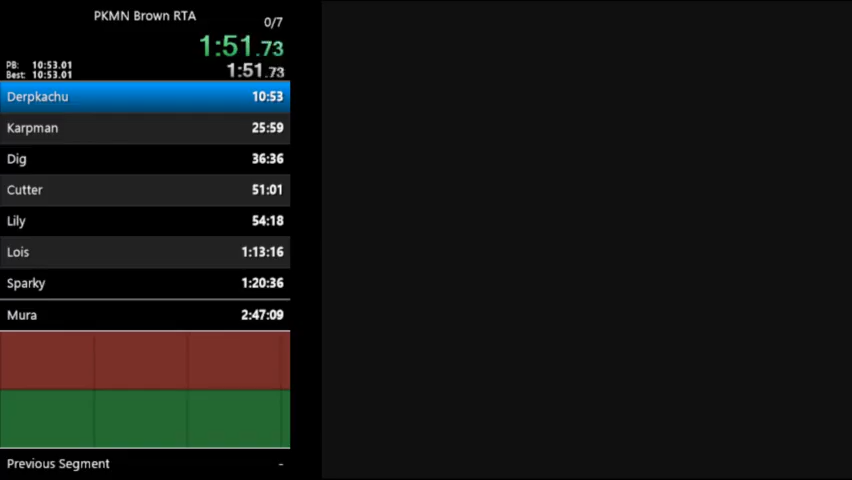 PKMN Brown RTA
0/7
1:51.73
PB: 10:53.01 1:51.73
Best: 10:53.01
Derpkachu 10:53
Karpman 25:59
Dig 36:36
Cutter 51:01
Lily 54:18
Lois 1:13:16
Sparky 1:20:36
Mura 2:47:09
Previous Segment -